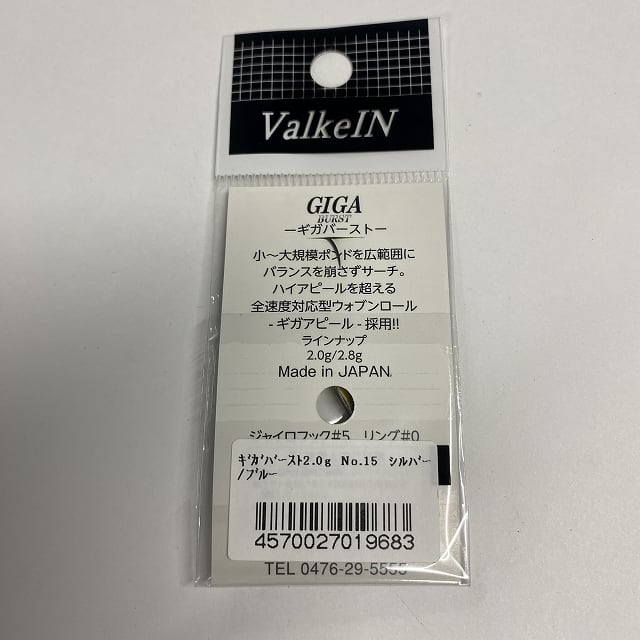 ValkeIN
GIGA
BURST
ーギガバーストー
小～大規模ポンドを広範囲に
バランスを崩さずサーチ。
ハイアピールを超える
全速度対応型ウォブンロール
- ギガアピール - 採用!!
ラインナップ
2.0g/2.8g
Made in JAPAN.
ジャイロフック#5 リング#0
ｷﾞｶﾞﾊﾞｰｽﾄ2.0g No.15 ｼﾙﾊﾞｰ
/ﾌﾞﾙｰ
4570027019683
TEL 0476-29-5555